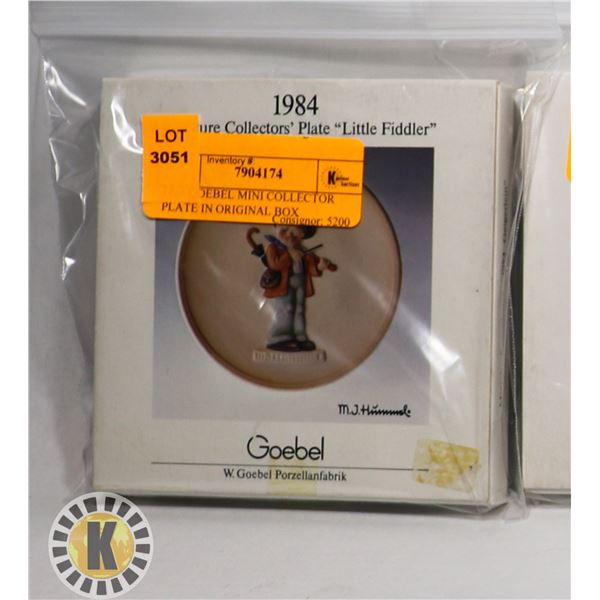 1984
ure Collectors' Plate "Little Fiddler"
LOT
3051
Inventory #:
7904174
K
OEBEL MINI COLLECTOR
PLATE IN ORIGINAL BOX
Consignor: 5200
M.J.Hummel
Goebel
W. Goebel Porzellanfabrik
K